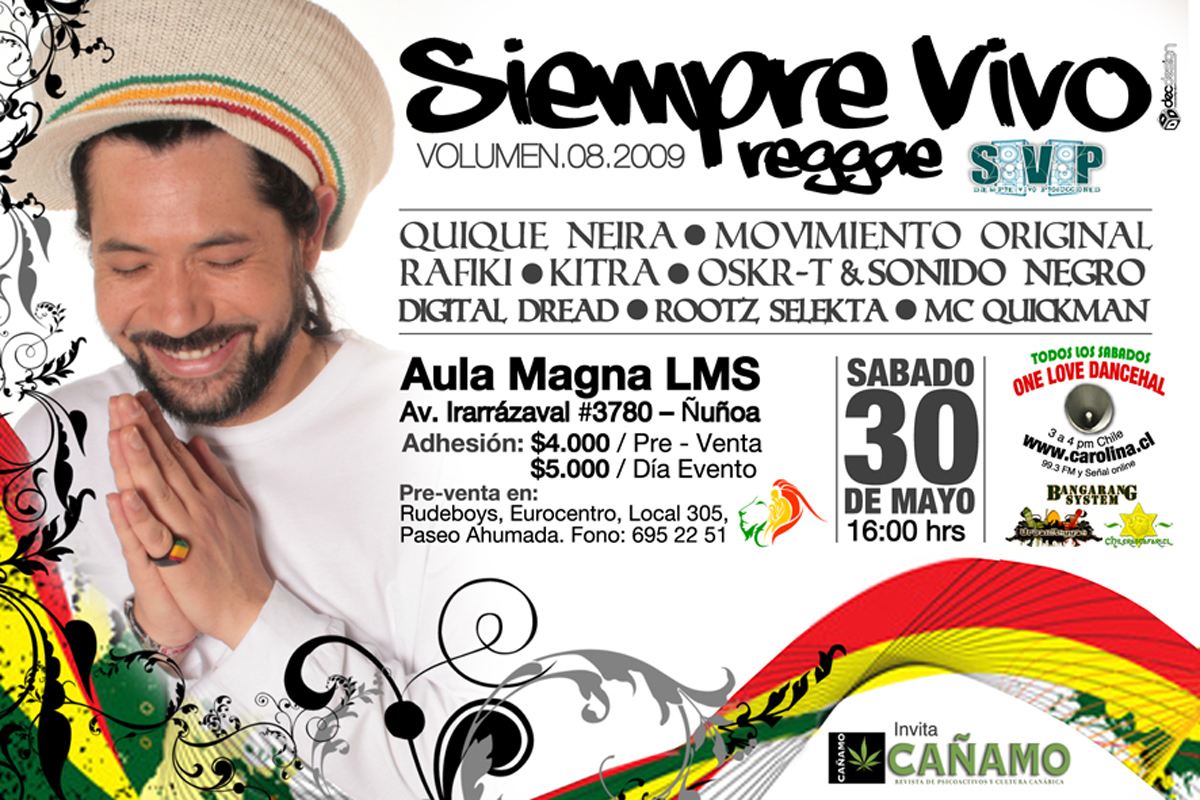 Siempre Vivo
decdesign
VOLUMEN.08.2009
reggae
SVP
SIEMPRE VIVO PRODUCCIONES
QUIQUE NEIRA ● MOVIMIENTO ORIGINAL
RAFIKI ● KITRA ● OSKR-T & SONIDO NEGRO
DIGITAL DREAD ● ROOTZ SELEKTA ● MC QUICKMAN
Aula Magna LMS
Av. Irarrázaval #3780 – Ñuñoa
Adhesión: $4.000 / Pre - Venta
$5.000 / Día Evento
Pre-venta en:
Rudeboys, Eurocentro, Local 305,
Paseo Ahumada. Fono: 695 22 51
SABADO
30
DE MAYO
16:00 hrs
TODOS LOS SABADOS
ONE LOVE DANCEHAL
3 a 4 pm Chile
www.carolina.cl
99.3 FM y Señal online
BANGARANG
SYSTEM
Invita
CAÑAMO
CAÑAMO
REVISTA DE PSICOACTIVOS Y CULTURA CANÁBICA